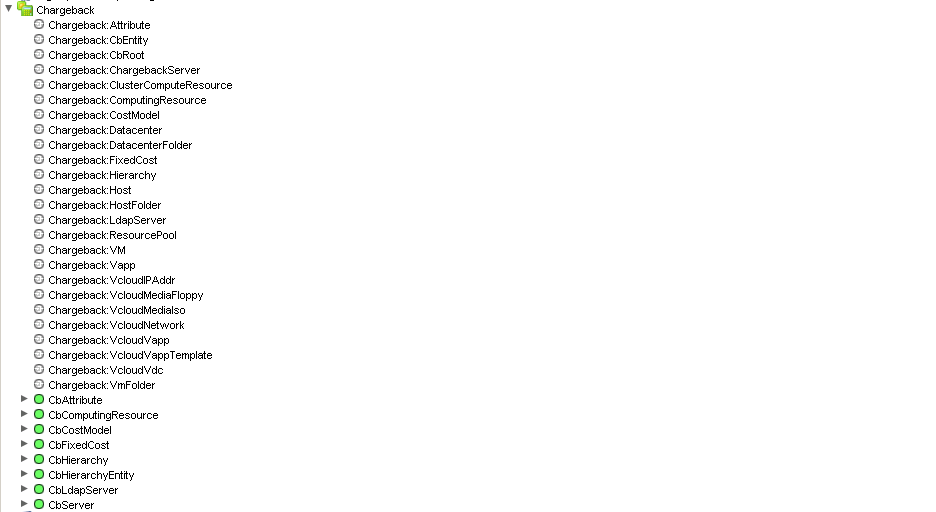 Chargeback
Chargeback:Attribute
Chargeback:CbEntity
Chargeback:CbRoot
Chargeback:ChargebackServer
Chargeback:ClusterComputeResource
Chargeback:ComputingResource
Chargeback:CostModel
Chargeback:Datacenter
Chargeback:DatacenterFolder
Chargeback:FixedCost
Chargeback:Hierarchy
Chargeback:Host
Chargeback:HostFolder
Chargeback:LdapServer
Chargeback:ResourcePool
Chargeback:VM
Chargeback:Vapp
Chargeback:VcloudIPAddr
Chargeback:VcloudMediaFloppy
Chargeback:VcloudMediaIso
Chargeback:VcloudNetwork
Chargeback:VcloudVapp
Chargeback:VcloudVappTemplate
Chargeback:VcloudVdc
Chargeback:VmFolder
CbAttribute
CbComputingResource
CbCostModel
CbFixedCost
CbHierarchy
CbHierarchyEntity
CbLdapServer
CbServer